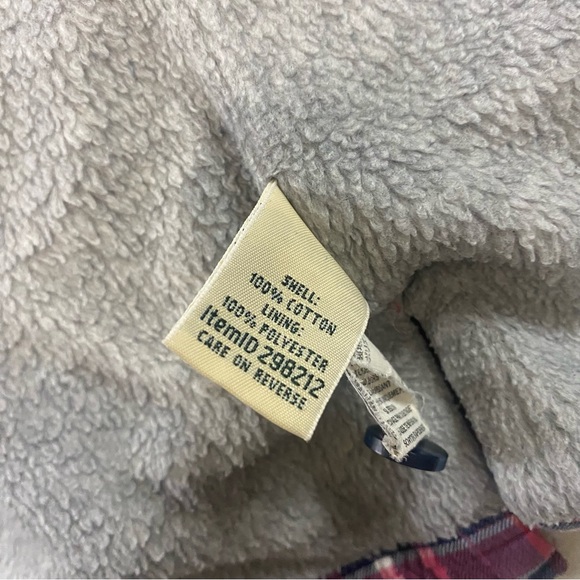 SHELL:
100% COTTON
LINING:
100% POLYESTER
ItemID 298212
CARE ON REVERSE